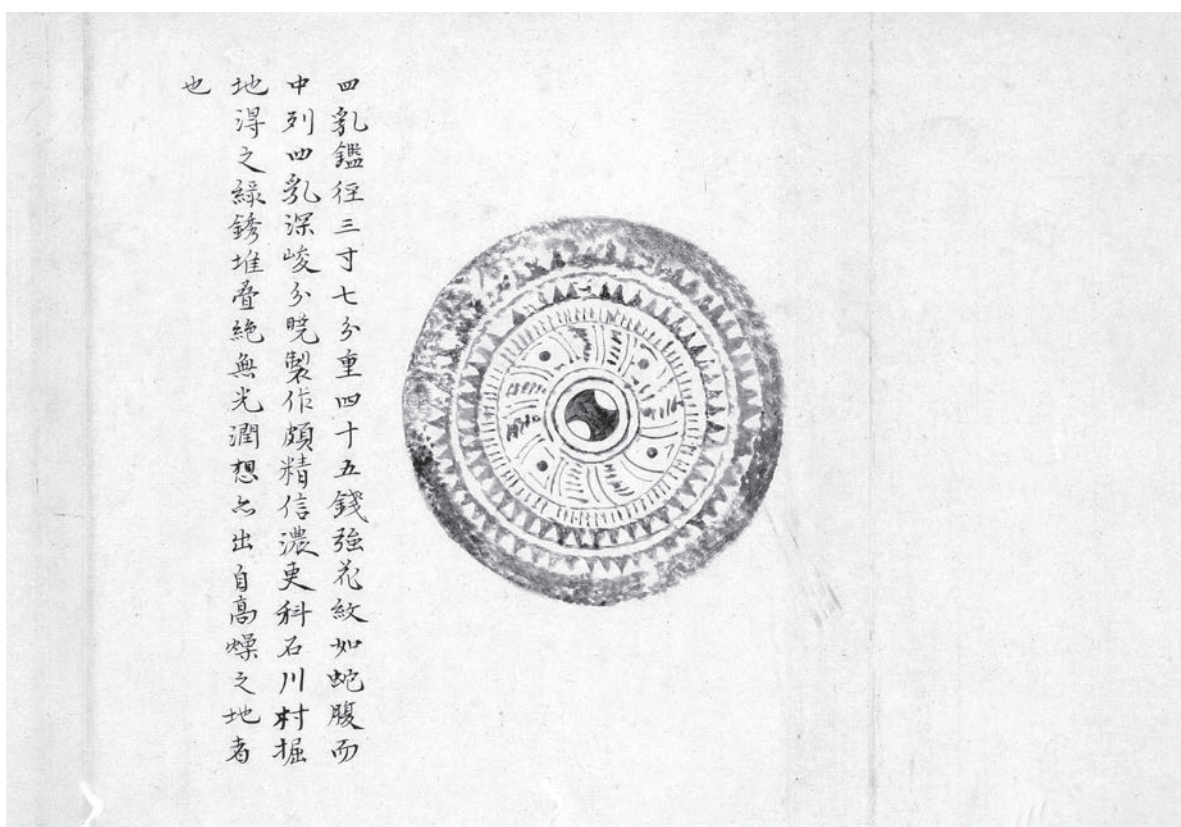 四乳鑑径三寸七分重四十五錢強花紋如蛇腹而
中列四乳深峻分曉製作頗精信濃更科石川村掘
地得之緑銹堆疊絶無光潤想亦出自高燥之地者
也